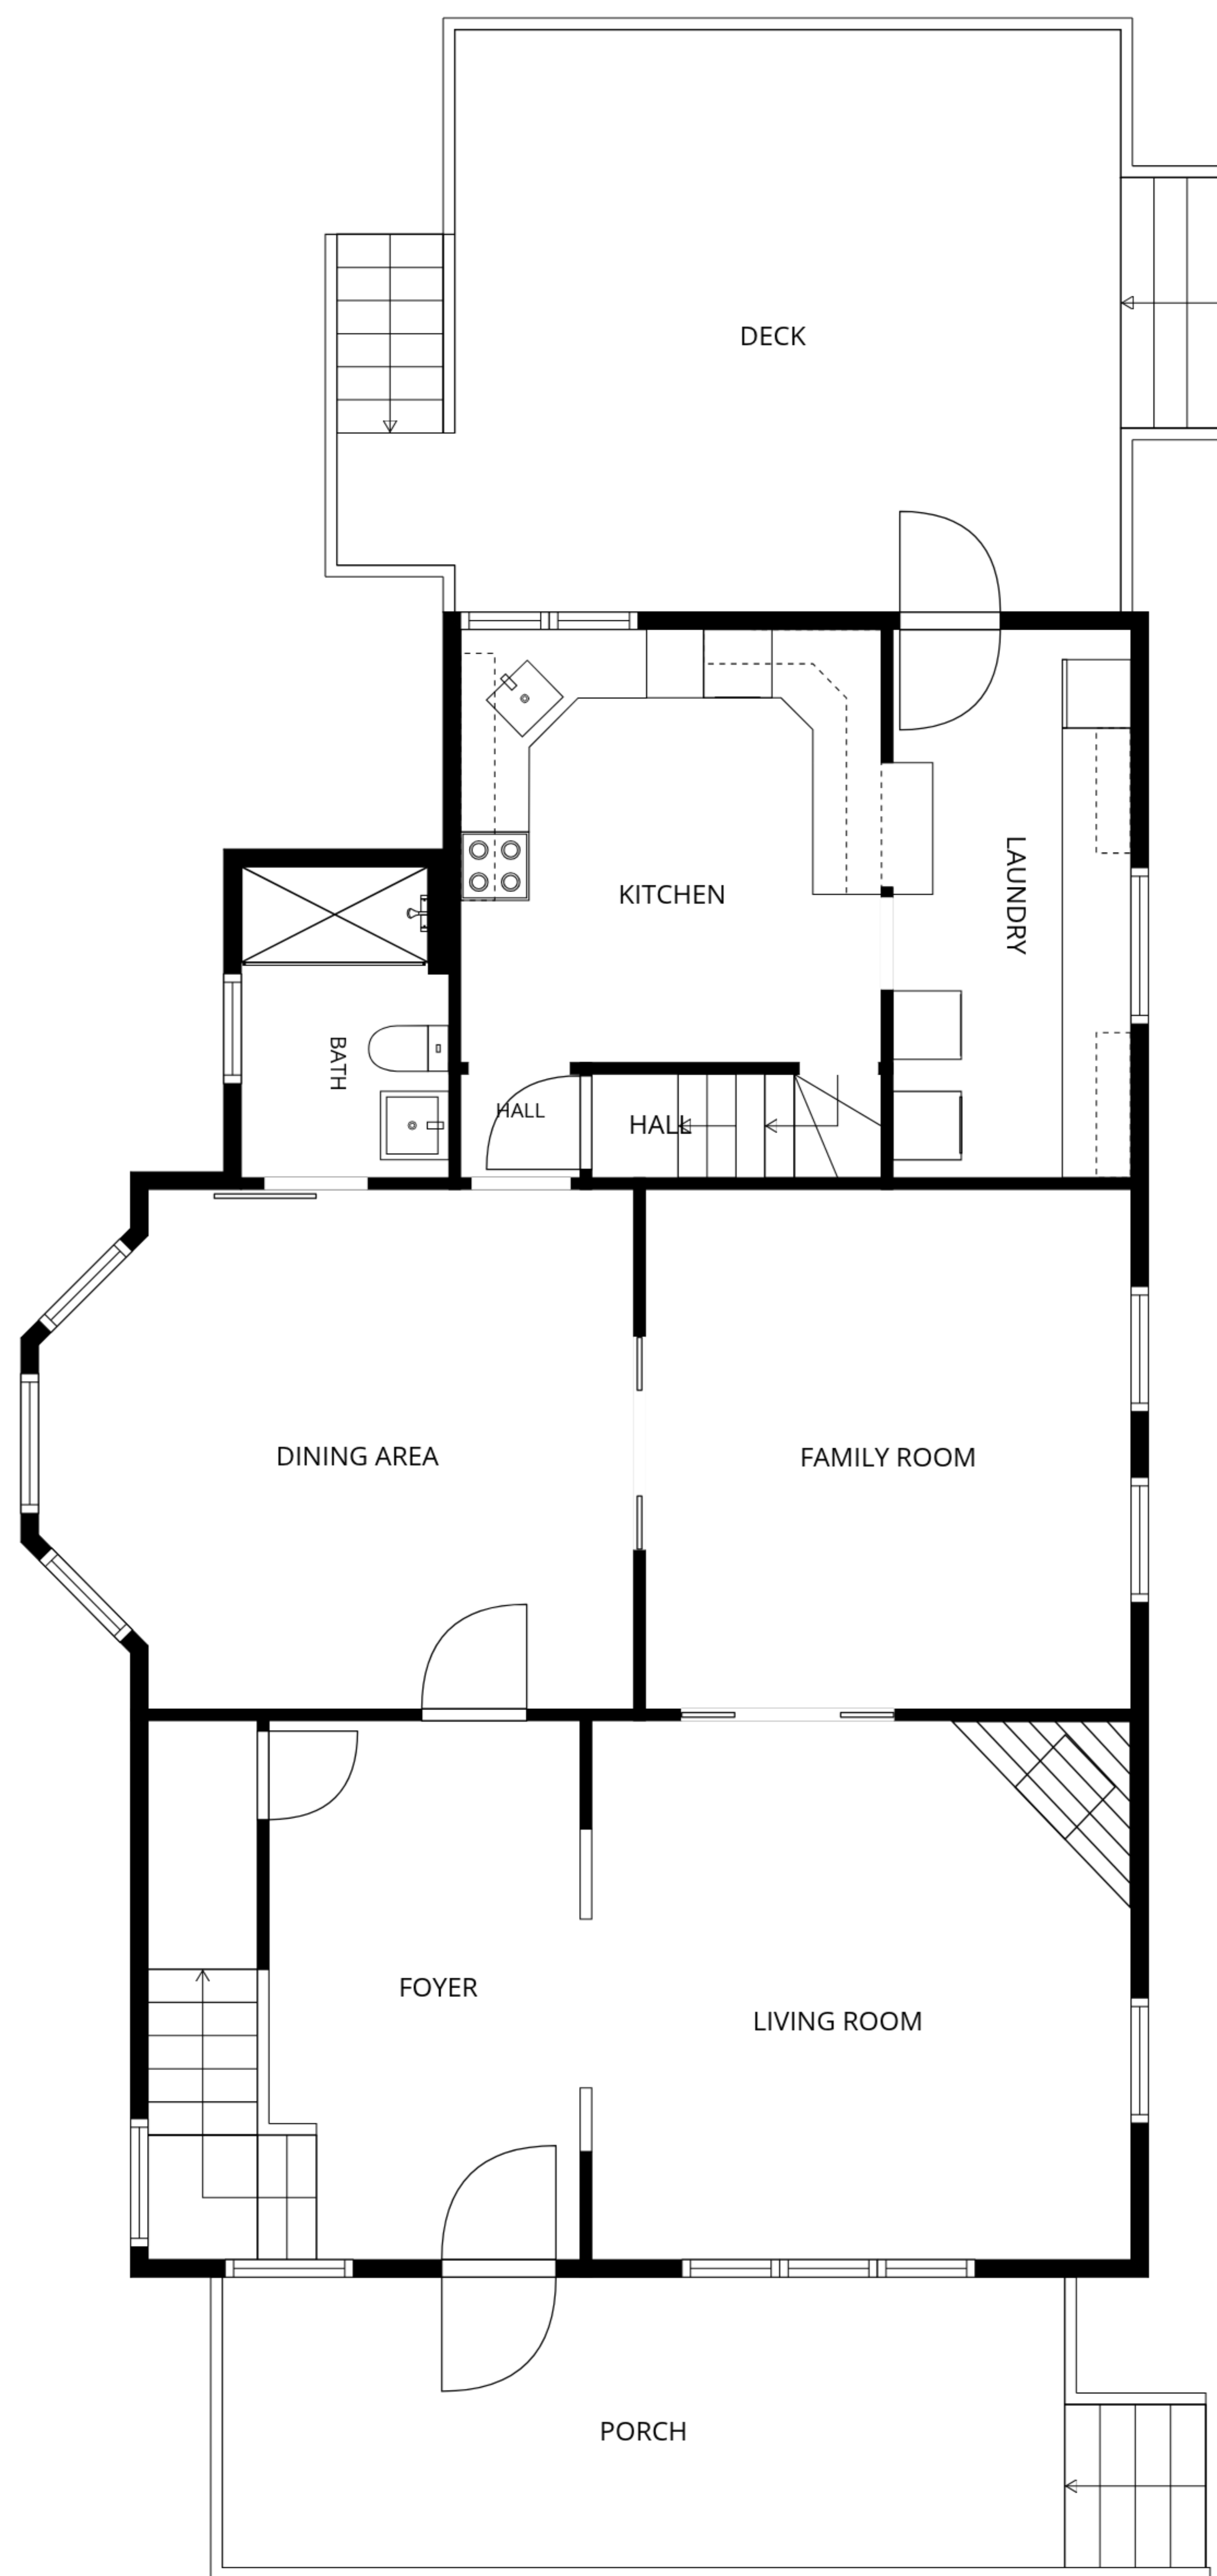 DECK
KITCHEN
LAUNDRY
BATH
HALL
HALL
DINING AREA
FAMILY ROOM
FOYER
LIVING ROOM
PORCH